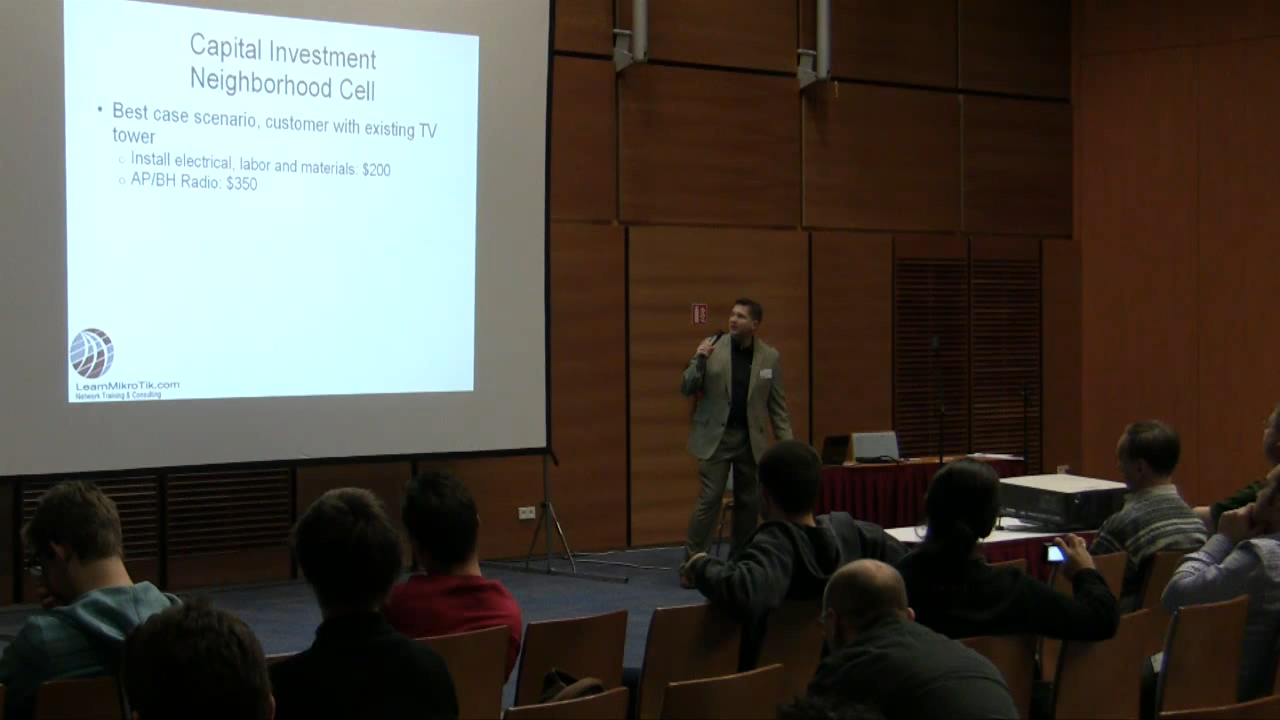 Capital Investment
Neighborhood Cell
• Best case scenario, customer with existing TV
tower
○ Install electrical, labor and materials: $200
○ AP/BH Radio: $350
LearnMikroTik.com
Network Training & Consulting